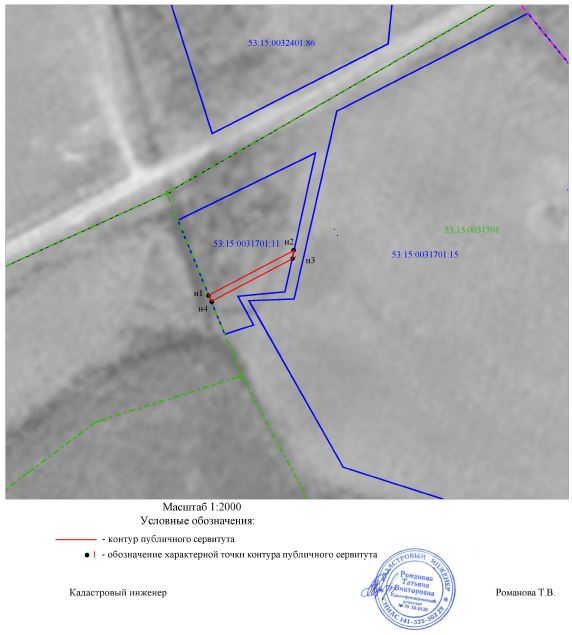 53:15:0032401:86
53:15:0031701
53:15:0031701:11
н2
53:15:0031701:15
н3
н1
н4
Масштаб 1:2000
Условные обозначения:
- контур публичного сервитута
1 - обозначение характерной точки контура публичного сервитута
КАДАСТРОВЫЙ ИНЖЕНЕР
Романова
Татьяна
Викторовна
Кадастровый инженер
Романова Т.В.